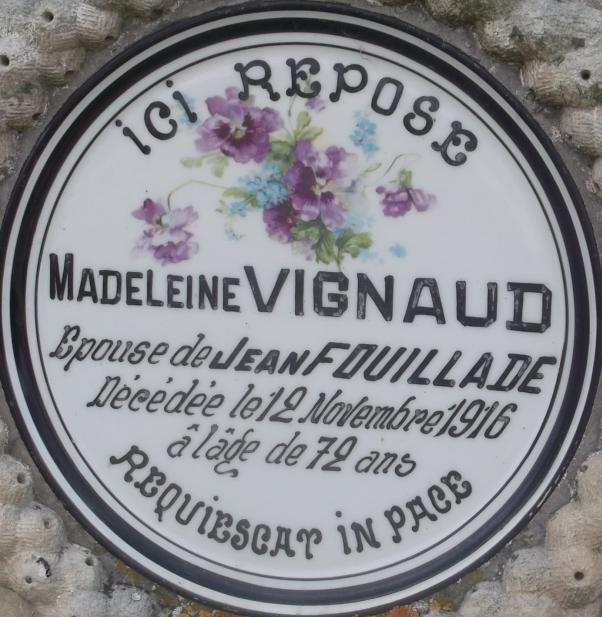 iCi REPOSE
MADELEINE VIGNAUD
Epouse de JEAN FOUILLADE
Décédée le 12 Novembre 1916
à l'âge de 72 ans
REQUIESCAT iN PACE